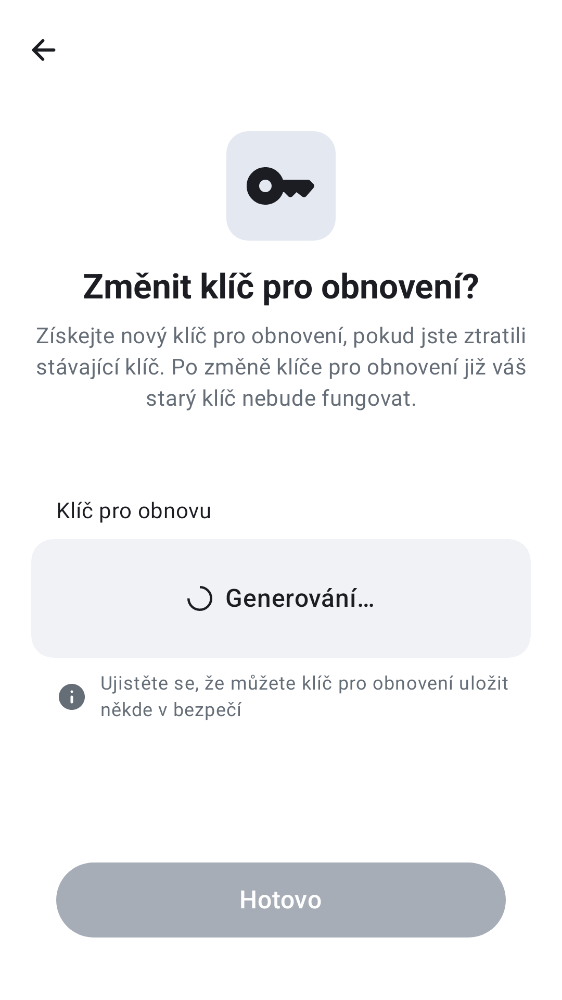 Změnit klíč pro obnovení?
Získejte nový klíč pro obnovení, pokud jste ztratili
stávající klíč. Po změně klíče pro obnovení již váš
starý klíč nebude fungovat.
Klíč pro obnovu
Generování…
Ujistěte se, že můžete klíč pro obnovení uložit
někde v bezpečí
Hotovo